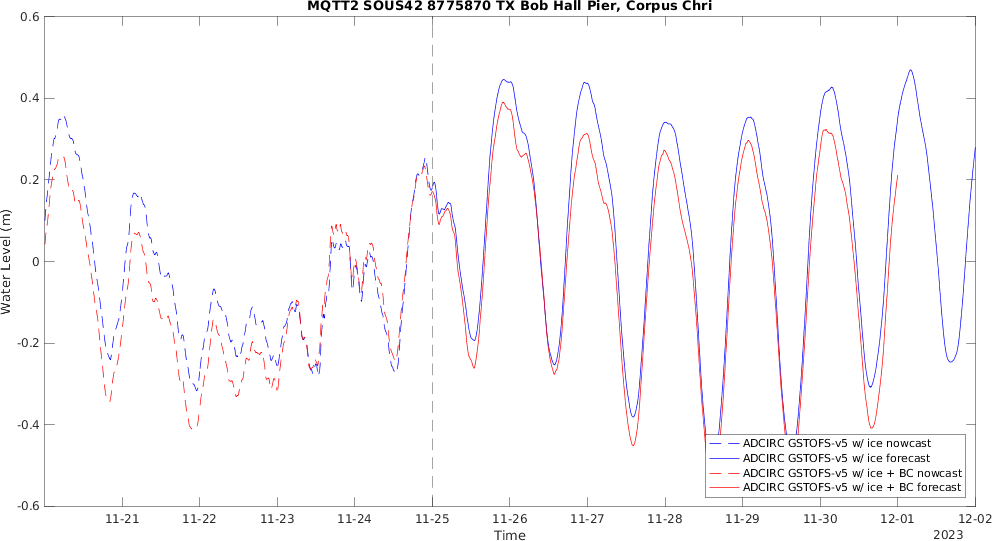 MQTT2 SOUS42 8775870 TX Bob Hall Pier, Corpus Chri
Water Level (m)
0.6
0.4
0.2
0
-0.2
-0.4
-0.6
ADCIRC GSTOFS-v5 w/ ice nowcast
ADCIRC GSTOFS-v5 w/ ice forecast
ADCIRC GSTOFS-v5 w/ ice + BC nowcast
ADCIRC GSTOFS-v5 w/ ice + BC forecast
11-21 11-22 11-23 11-24 11-25 11-26 11-27 11-28 11-29 11-30 12-01 12-02
Time
2023